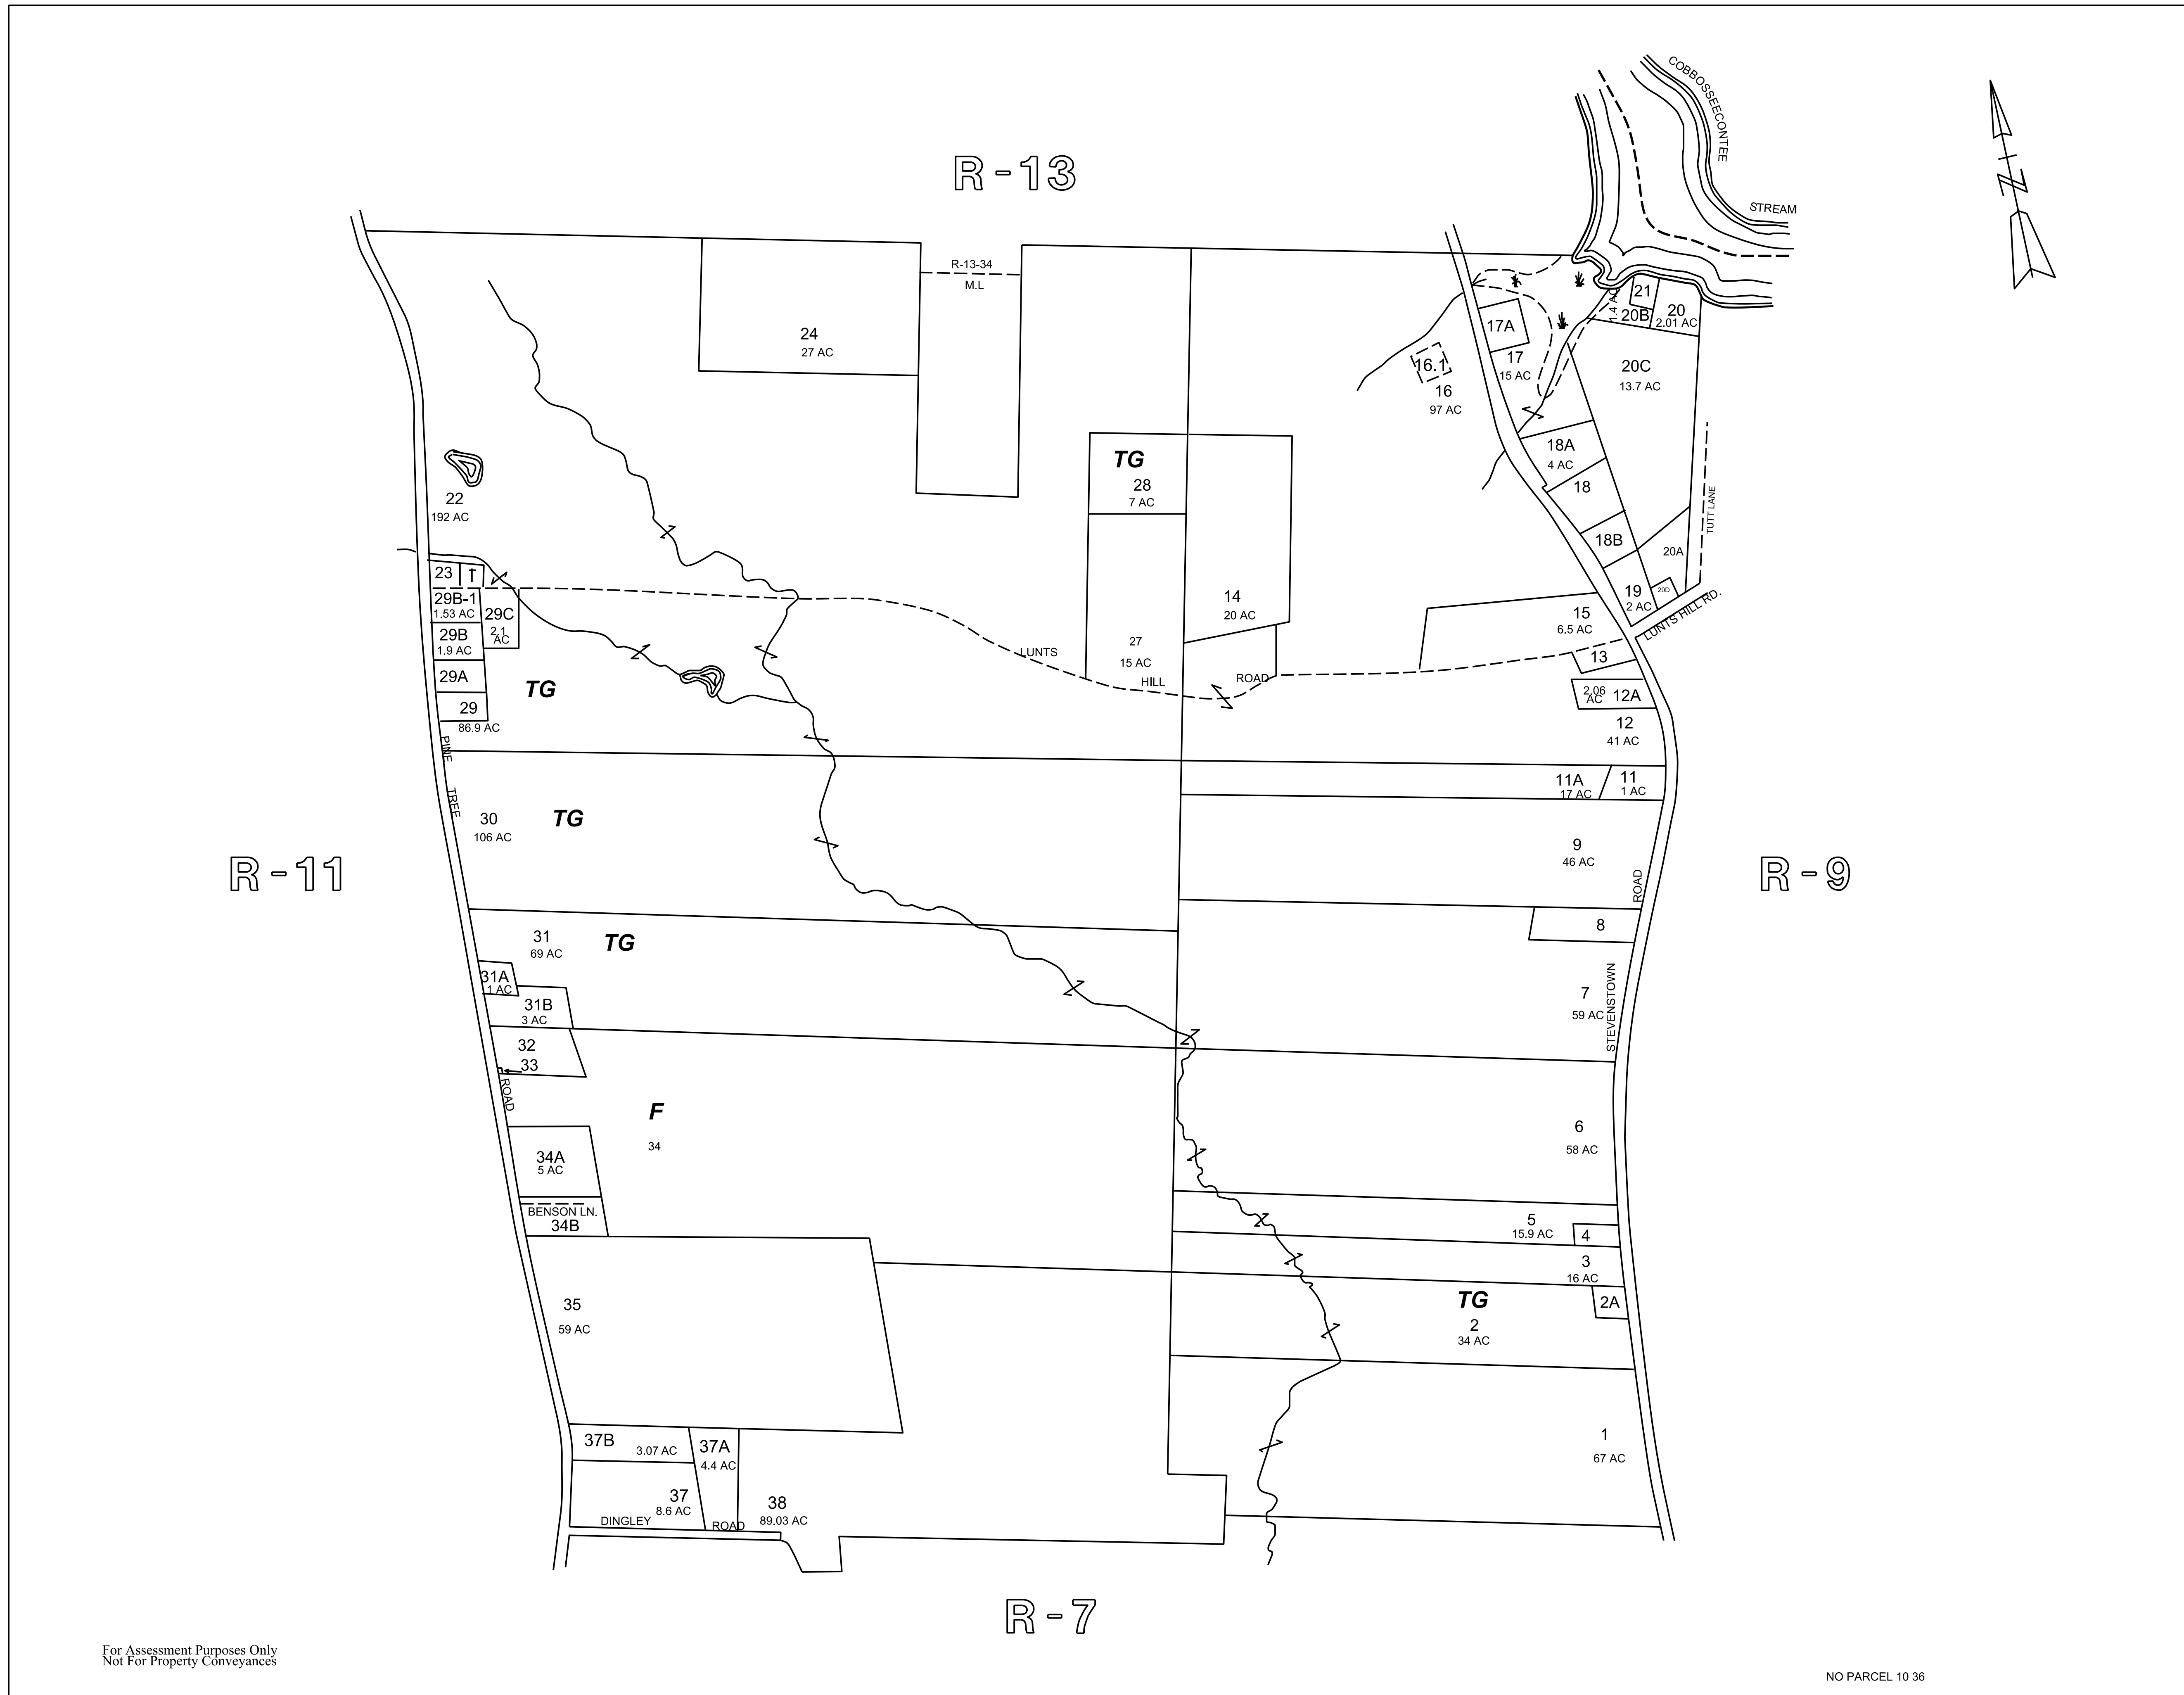 COBBOSSEECONTEE
STREAM
N
R-13
R-13-34
M.L
24
27 AC
21
1.4 AC
20B
20
2.01 AC
17A
17
15 AC
16.1
16
97 AC
20C
13.7 AC
18A
4 AC
18
18B
TUTT LANE
20A
20D
19
2 AC
LUNTS HILL RD.
TG
28
7 AC
22
192 AC
23
29B-1
1.53 AC
29C
2.1
AC
29B
1.9 AC
29A
29
86.9 AC
TG
14
20 AC
15
6.5 AC
27
15 AC
LUNTS
HILL
ROAD
13
2.06
AC
12A
12
41 AC
PINE
TREE
ROAD
11A
17 AC
11
1 AC
30
106 AC
TG
9
46 AC
R-11
R-9
ROAD
STEVENSTOWN
8
31
69 AC
TG
31A
1 AC
31B
3 AC
7
59 AC
32
33
F
34
6
58 AC
34A
5 AC
BENSON LN.
34B
5
15.9 AC
4
3
16 AC
TG
2
34 AC
2A
35
59 AC
1
67 AC
37B
3.07 AC
37A
4.4 AC
37
8.6 AC
38
89.03 AC
DINGLEY
ROAD
R-7
For Assessment Purposes Only
Not For Property Conveyances
NO PARCEL 10 36